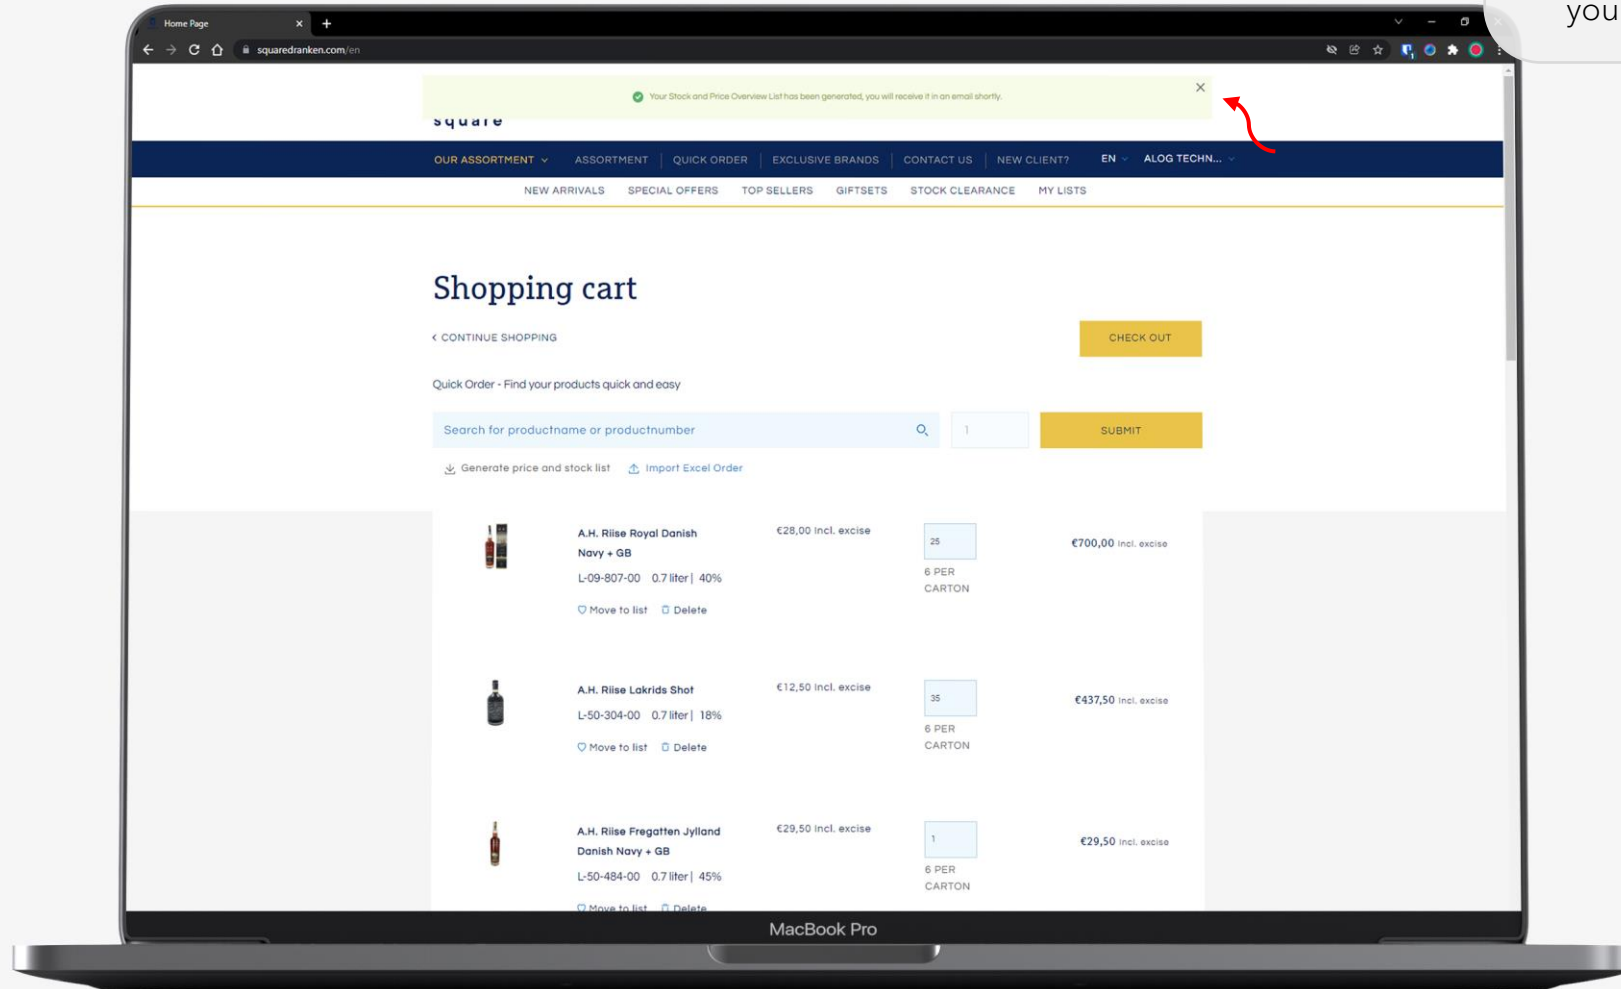 you
Home Page
squaredranken.com/en
Your Stock and Price Overview List has been generated, you will receive it in an email shortly.
square
OUR ASSORTMENT ASSORTMENT QUICK ORDER EXCLUSIVE BRANDS CONTACT US NEW CLIENT? EN ALOG TECHN...
NEW ARRIVALS SPECIAL OFFERS TOP SELLERS GIFTSETS STOCK CLEARANCE MY LISTS
Shopping cart
CONTINUE SHOPPING
CHECK OUT
Quick Order - Find your products quick and easy
Search for productname or productnumber 1 SUBMIT
Generate price and stock list Import Excel Order
A.H. Riise Royal Danish
Navy + GB
L-09-807-00 0.7 liter | 40%
Move to list Delete
€28,00 Incl. excise
25
6 PER
CARTON
€700,00 Incl. excise
A.H. Riise Lakrids Shot
L-50-304-00 0.7 liter | 18%
Move to list Delete
€12,50 Incl. excise
35
6 PER
CARTON
€437,50 Incl. excise
A.H. Riise Fregatten Jylland
Danish Navy + GB
L-50-484-00 0.7 liter | 45%
Move to list Delete
€29,50 Incl. excise
1
6 PER
CARTON
€29,50 Incl. excise
MacBook Pro